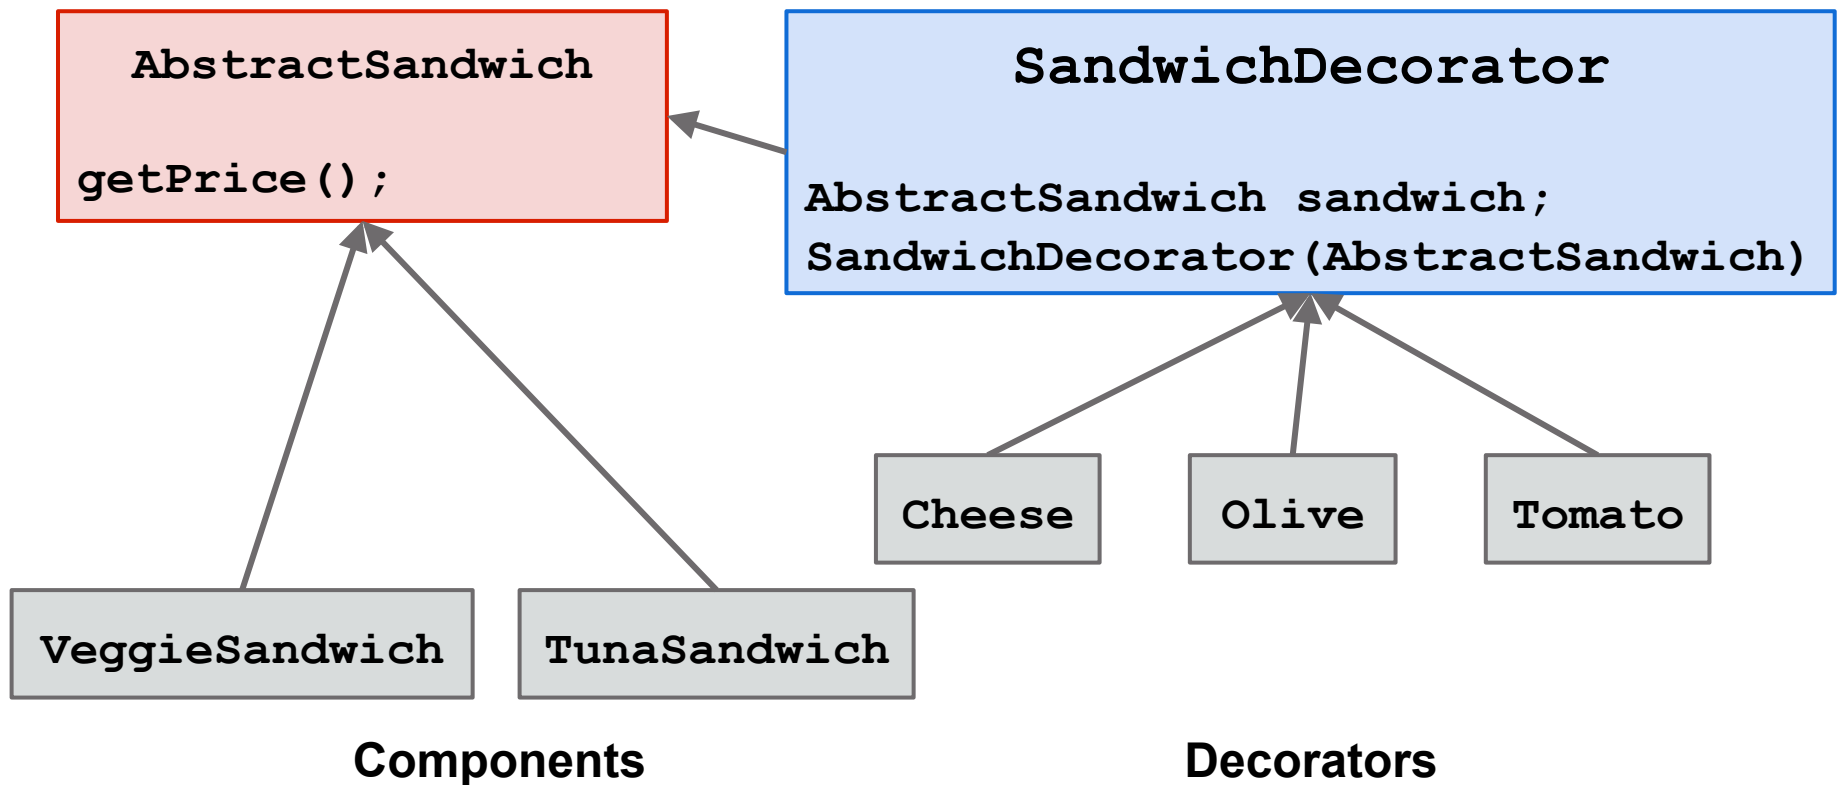 AbstractSandwich
getPrice();
SandwichDecorator
AbstractSandwich sandwich;
SandwichDecorator(AbstractSandwich)
Cheese
Olive
Tomato
VeggieSandwich
TunaSandwich
Components
Decorators